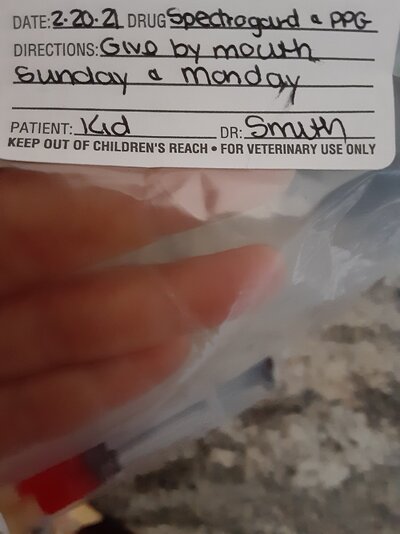 DATE: 2-20-21 DRUG Spectrogard & PPG
DIRECTIONS: Give by mouth
Sunday & Monday
PATIENT: Kid DR: Smith
KEEP OUT OF CHILDREN'S REACH • FOR VETERINARY USE ONLY